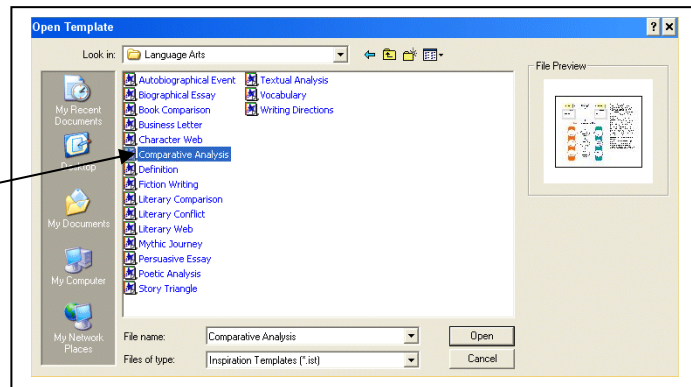 Open Template
Look in: Language Arts
My Recent Documents
Desktop
My Documents
My Computer
My Network Places
Autobiographical Event
Biographical Essay
Book Comparison
Business Letter
Character Web
Comparative Analysis
Definition
Fiction Writing
Literary Comparison
Literary Conflict
Literary Web
Mythic Journey
Persuasive Essay
Poetic Analysis
Story Triangle
Textual Analysis
Vocabulary
Writing Directions
File Preview
File name: Comparative Analysis
Open
Files of type: Inspiration Templates (*.ist)
Cancel